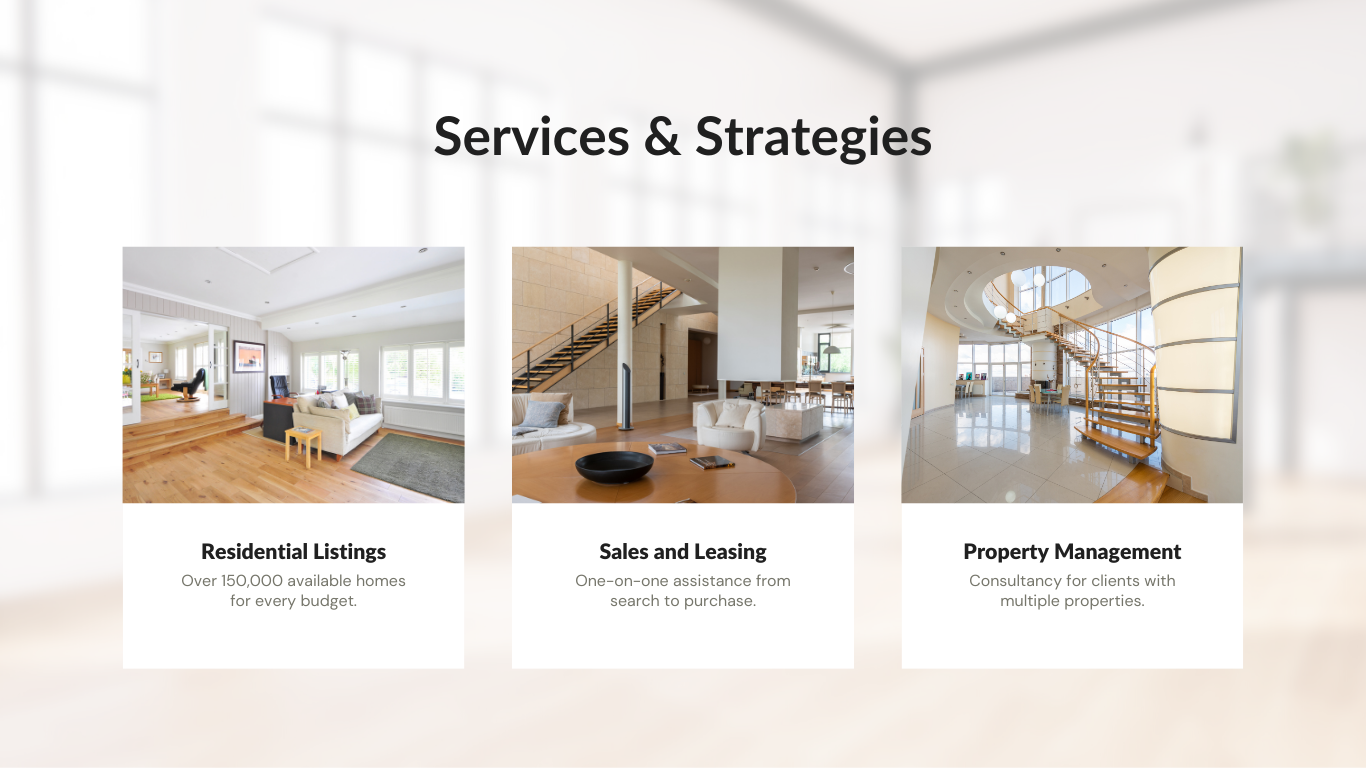 Services & Strategies
Residential Listings
Over 150,000 available homes
for every budget.
Sales and Leasing
One-on-one assistance from
search to purchase.
Property Management
Consultancy for clients with
multiple properties.